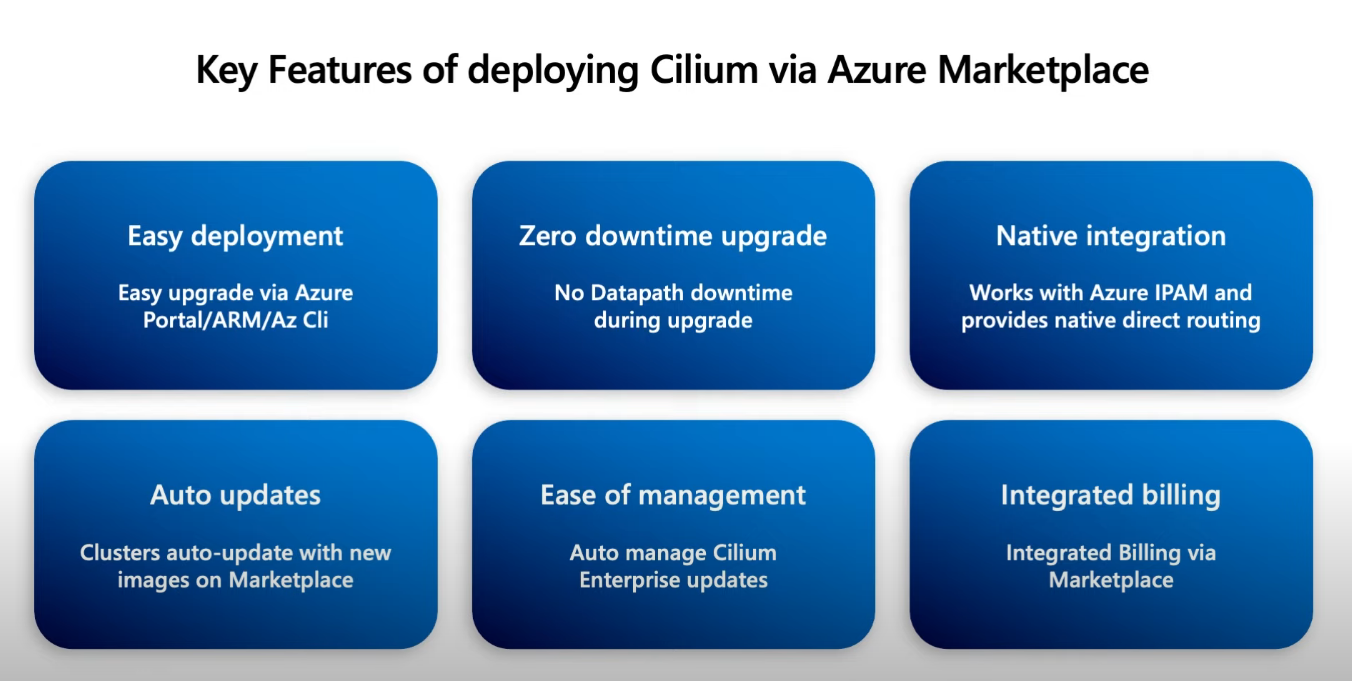 Key Features of deploying Cilium via Azure Marketplace
Easy deployment
Easy upgrade via Azure
Portal/ARM/Az Cli
Zero downtime upgrade
No Datapath downtime
during upgrade
Native integration
Works with Azure IPAM and
provides native direct routing
Auto updates
Clusters auto-update with new
images on Marketplace
Ease of management
Auto manage Cilium
Enterprise updates
Integrated billing
Integrated Billing via
Marketplace